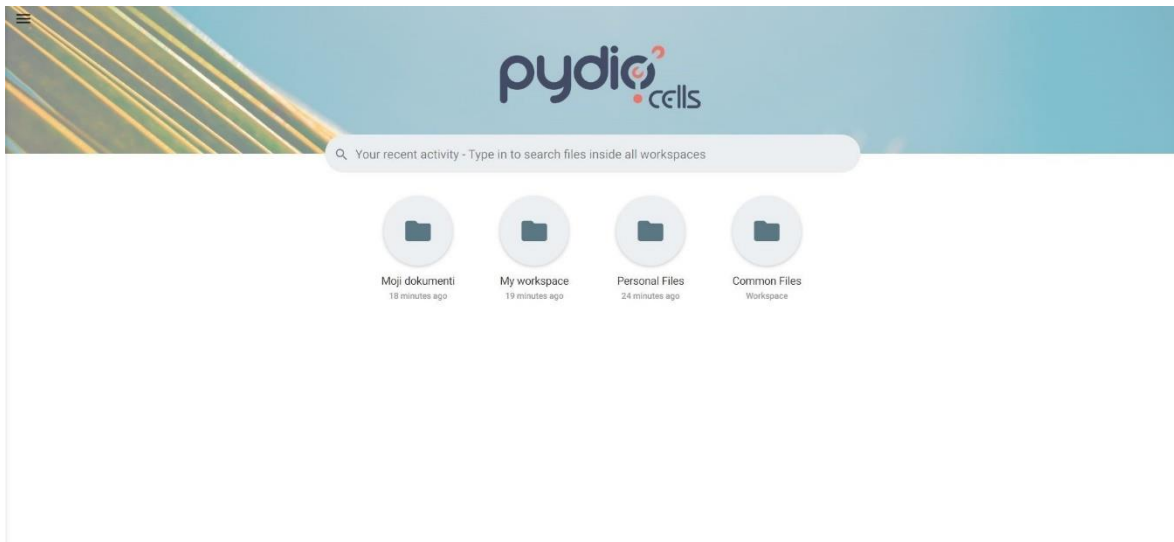 pydio
cells
Your recent activity - Type in to search files inside all workspaces
Moji dokumenti
18 minutes ago
My workspace
19 minutes ago
Personal Files
24 minutes ago
Common Files
Workspace